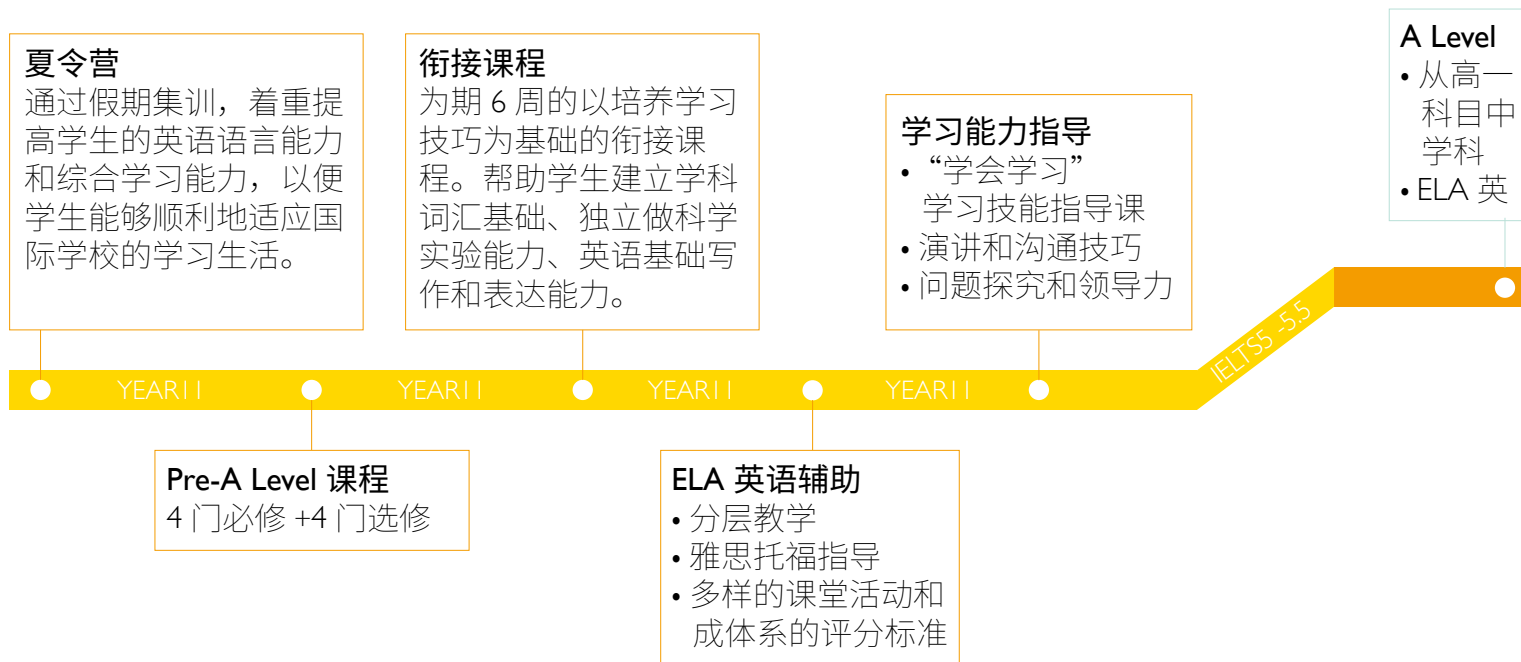 夏令营
通过假期集训，着重提
高学生的英语语言能力
和综合学习能力，以便
学生能够顺利地适应国
际学校的学习生活。
衔接课程
为期 6 周的以培养学习
技巧为基础的衔接课
程。帮助学生建立学科
词汇基础、独立做科学
实验能力、英语基础写
作和表达能力。
学习能力指导
• “学会学习”
学习技能指导课
• 演讲和沟通技巧
• 问题探究和领导力
A Level
• 从高一
科目中
学科
• ELA 英
YEAR11
YEAR11
YEAR11
YEAR11
IELTS5 -5.5
Pre-A Level 课程
4 门必修 +4 门选修
ELA 英语辅助
• 分层教学
• 雅思托福指导
• 多样的课堂活动和
成体系的评分标准